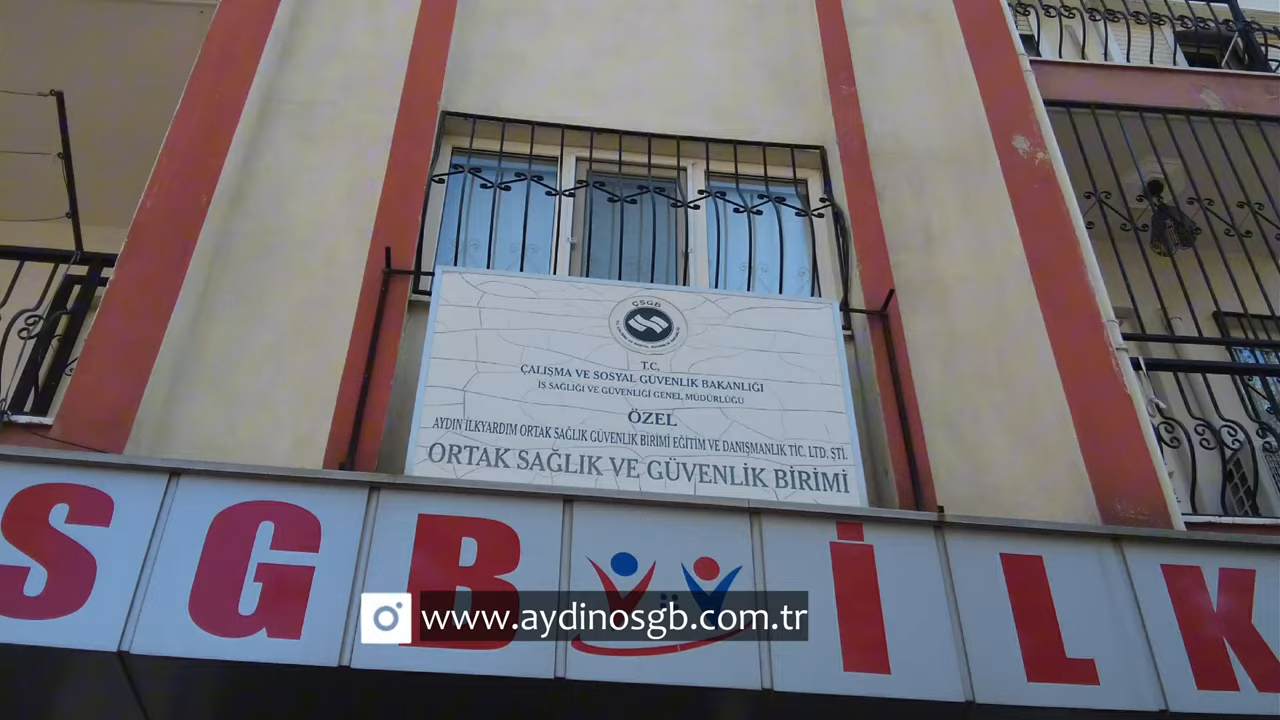 ÇSGB
T.C.
ÇALIŞMA VE SOSYAL GÜVENLİK BAKANLIĞI
İŞ SAĞLIĞI VE GÜVENLİĞİ GENEL MÜDÜRLÜĞÜ
ÖZEL
AYDIN İLKYARDIM ORTAK SAĞLIK GÜVENLİK BİRİMİ EĞİTİM VE DANIŞMANLIK TİC. LTD. ŞTİ.
ORTAK SAĞLIK VE GÜVENLİK BİRİMİ
SGB İLK
www.aydinosgb.com.tr